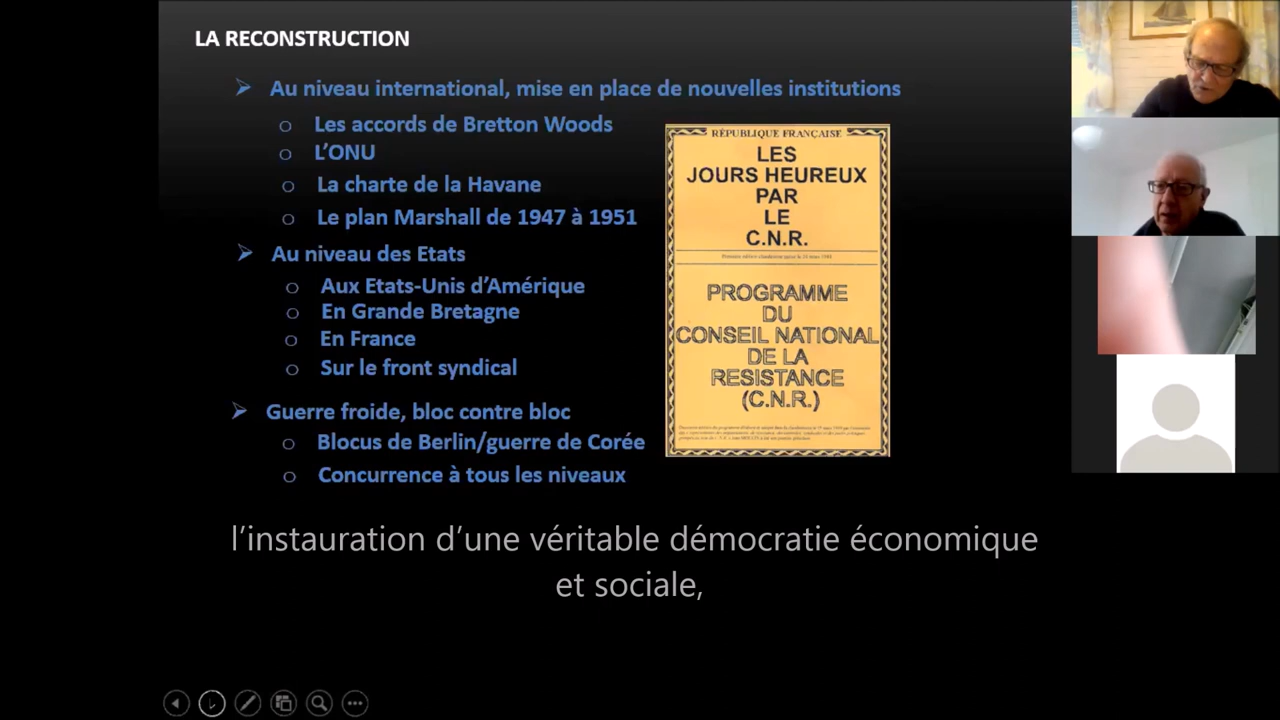 LA RECONSTRUCTION
Au niveau international, mise en place de nouvelles institutions
Les accords de Bretton Woods
L'ONU
La charte de la Havane
Le plan Marshall de 1947 à 1951
Au niveau des Etats
Aux Etats-Unis d'Amérique
En Grande Bretagne
En France
Sur le front syndical
Guerre froide, bloc contre bloc
Blocus de Berlin/guerre de Corée
Concurrence à tous les niveaux
RÉPUBLIQUE FRANÇAISE
LES
JOURS HEUREUX
PAR
LE
C.N.R.
PROGRAMME
DU
CONSEIL NATIONAL
DE LA
RESISTANCE
(C.N.R.)
l'instauration d'une véritable démocratie économique
et sociale,